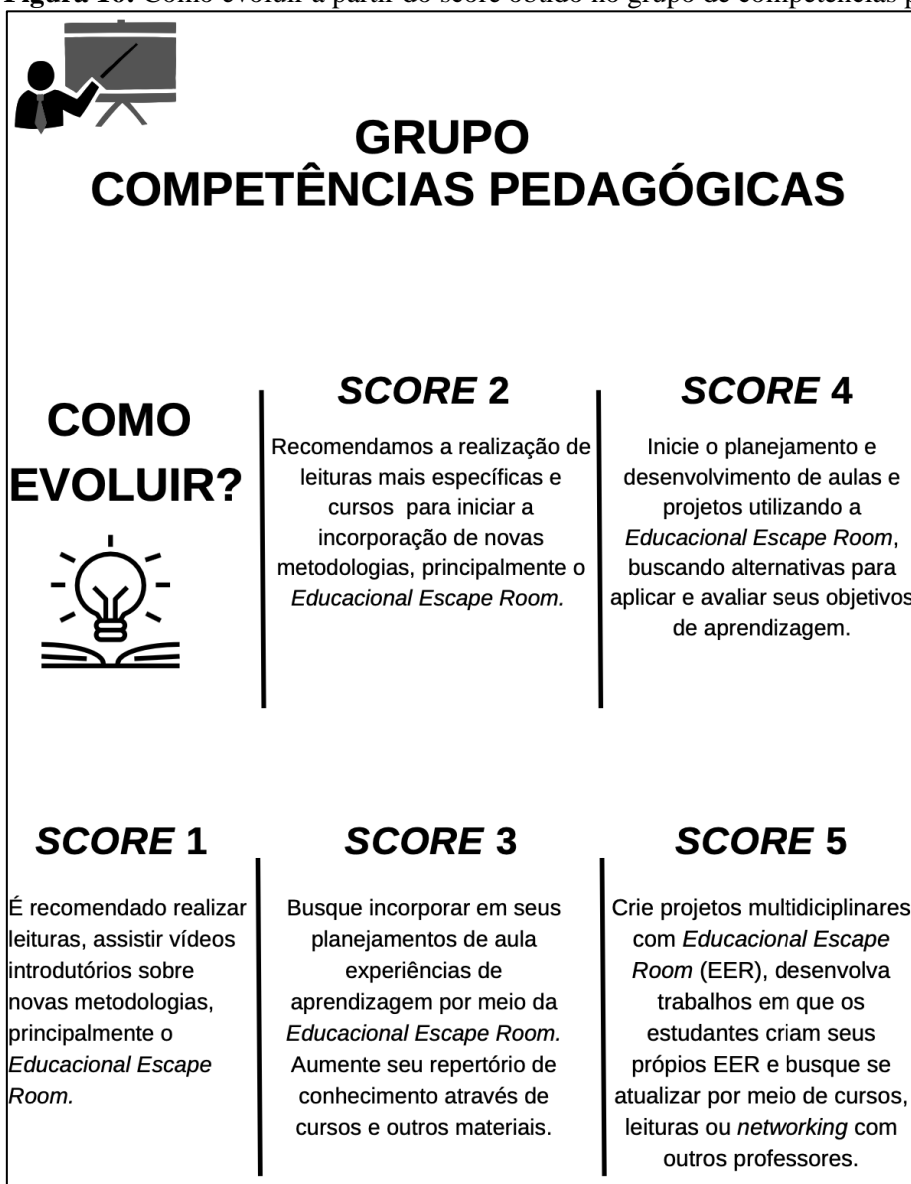 Figura 10: Como evoluir a partir do score obtido no grupo de competências p
GRUPO
COMPETÊNCIAS PEDAGÓGICAS
COMO
EVOLUIR?
SCORE 2
Recomendamos a realização de
leituras mais específicas e
cursos para iniciar a
incorporação de novas
metodologias, principalmente o
Educacional Escape Room.
SCORE 4
Inicie o planejamento e
desenvolvimento de aulas e
projetos utilizando a
Educacional Escape Room,
buscando alternativas para
aplicar e avaliar seus objetivos
de aprendizagem.
SCORE 1
É recomendado realizar
leituras, assistir vídeos
introdutórios sobre
novas metodologias,
principalmente o
Educacional Escape
Room.
SCORE 3
Busque incorporar em seus
planejamentos de aula
experiências de
aprendizagem por meio da
Educacional Escape Room.
Aumente seu repertório de
conhecimento através de
cursos e outros materiais.
SCORE 5
Crie projetos multidiciplinares
com Educacional Escape
Room (EER), desenvolva
trabalhos em que os
estudantes criam seus
própios EER e busque se
atualizar por meio de cursos,
leituras ou networking com
outros professores.